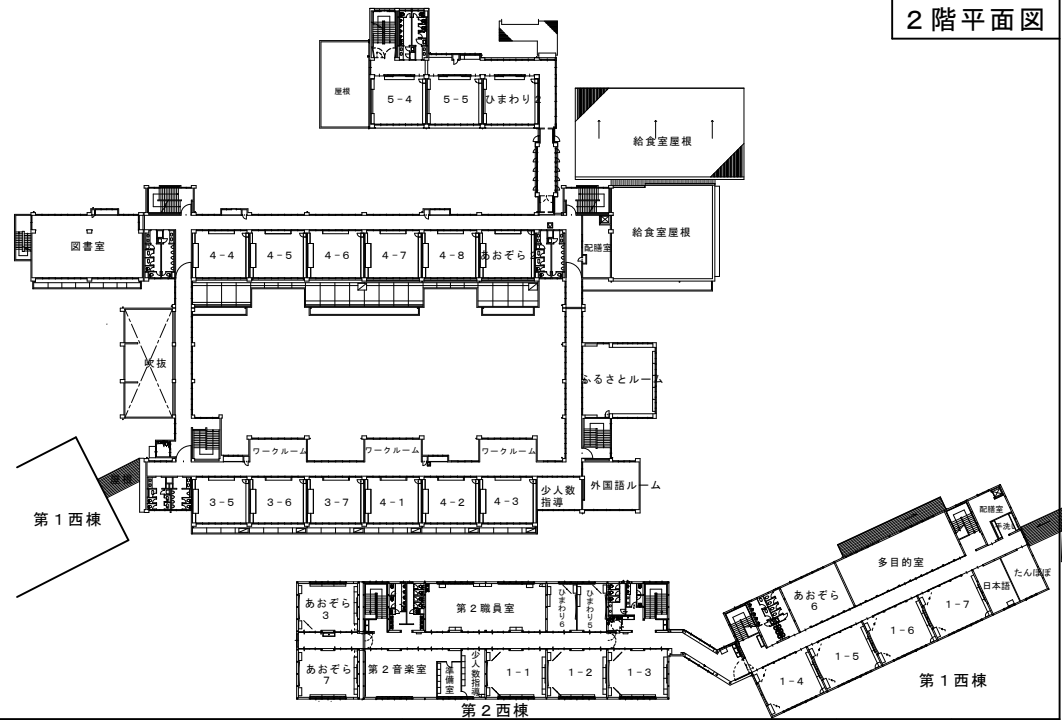 ２階平面図
屋根
5-4
5-5
ひまわり2
給食室屋根
図書室
4-4
4-5
4-6
4-7
4-8
あおぞら
配膳室
給食室屋根
吹抜
ふるさとルーム
ワークルーム
ワークルーム
ワークルーム
屋根
3-5
3-6
3-7
4-1
4-2
4-3
少人数
指導
外国語ルーム
第１西棟
あおぞら
3
第２職員室
ひまわり6
ひまわり5
あおぞら
7
第２音楽室
準備室
少人数指導
1-1
1-2
1-3
第２西棟
配膳室
手洗い
多目的室
あおぞら
6
日本語
たんぽぽ
1-7
1-6
1-5
1-4
第１西棟